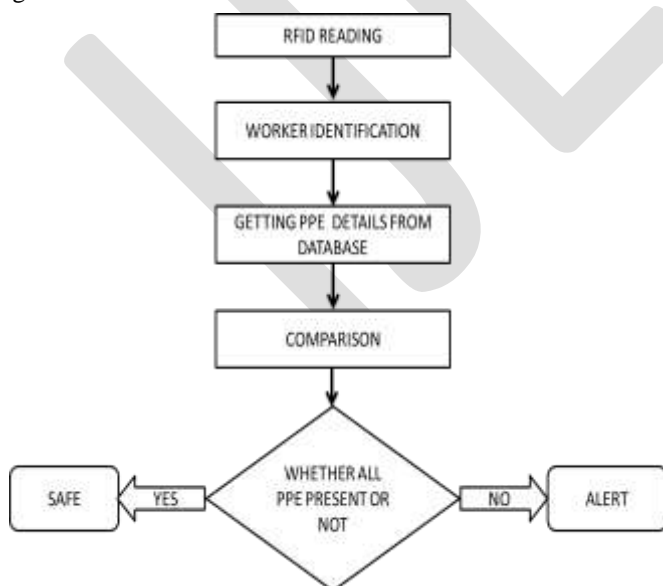 RFID READING
WORKER IDENTIFICATION
GETTING PPE DETAILS FROM
DATABASE
COMPARISON
WHETHER ALL
PPE PRESENT OR
NOT
SAFE
YES
NO
ALERT